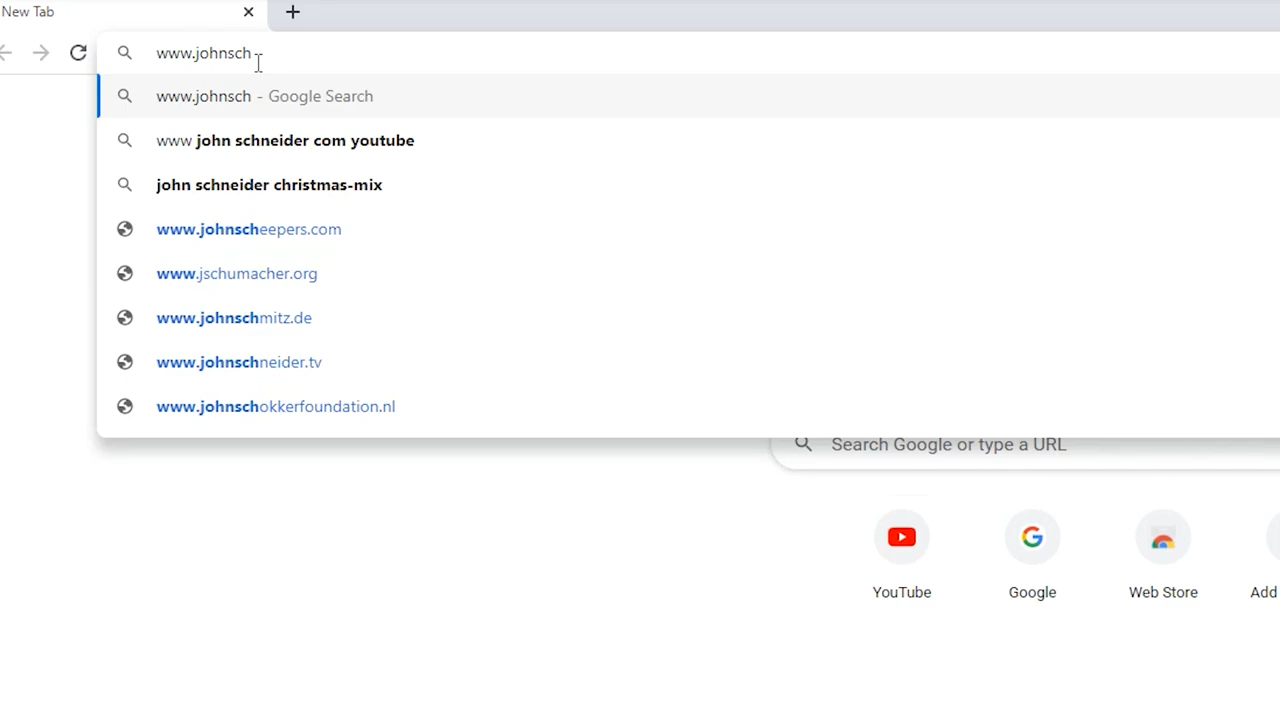 New Tab
www.johnsch
www.johnsch - Google Search
www john schneider com youtube
john schneider christmas-mix
www.johnscheepers.com
www.jschumacher.org
www.johnschmitz.de
www.johnschneider.tv
www.johnschokkerfoundation.nl
Search Google or type a URL
YouTube Google Web Store Add